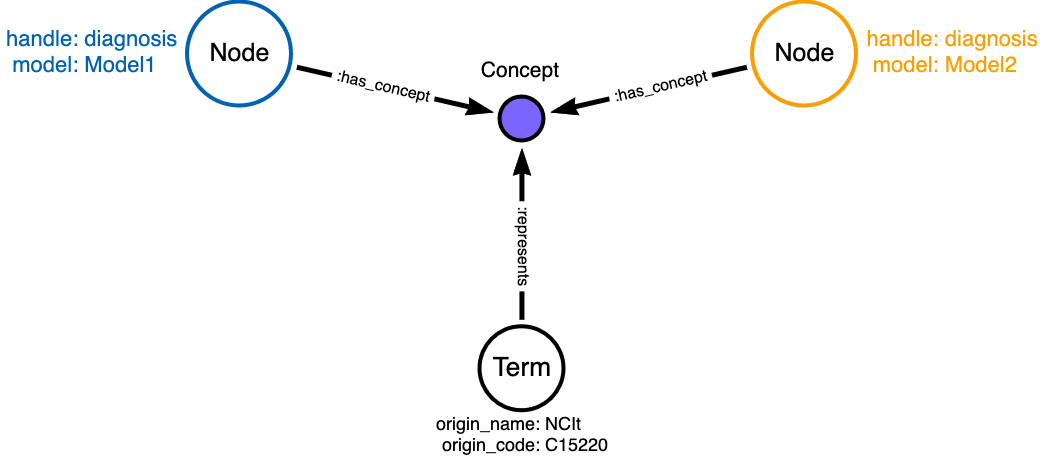 handle: diagnosis
model: Model1
Node
:has_concept
Concept
:has_concept
Node
handle: diagnosis
model: Model2
:represents
Term
origin_name: NCIt
origin_code: C15220